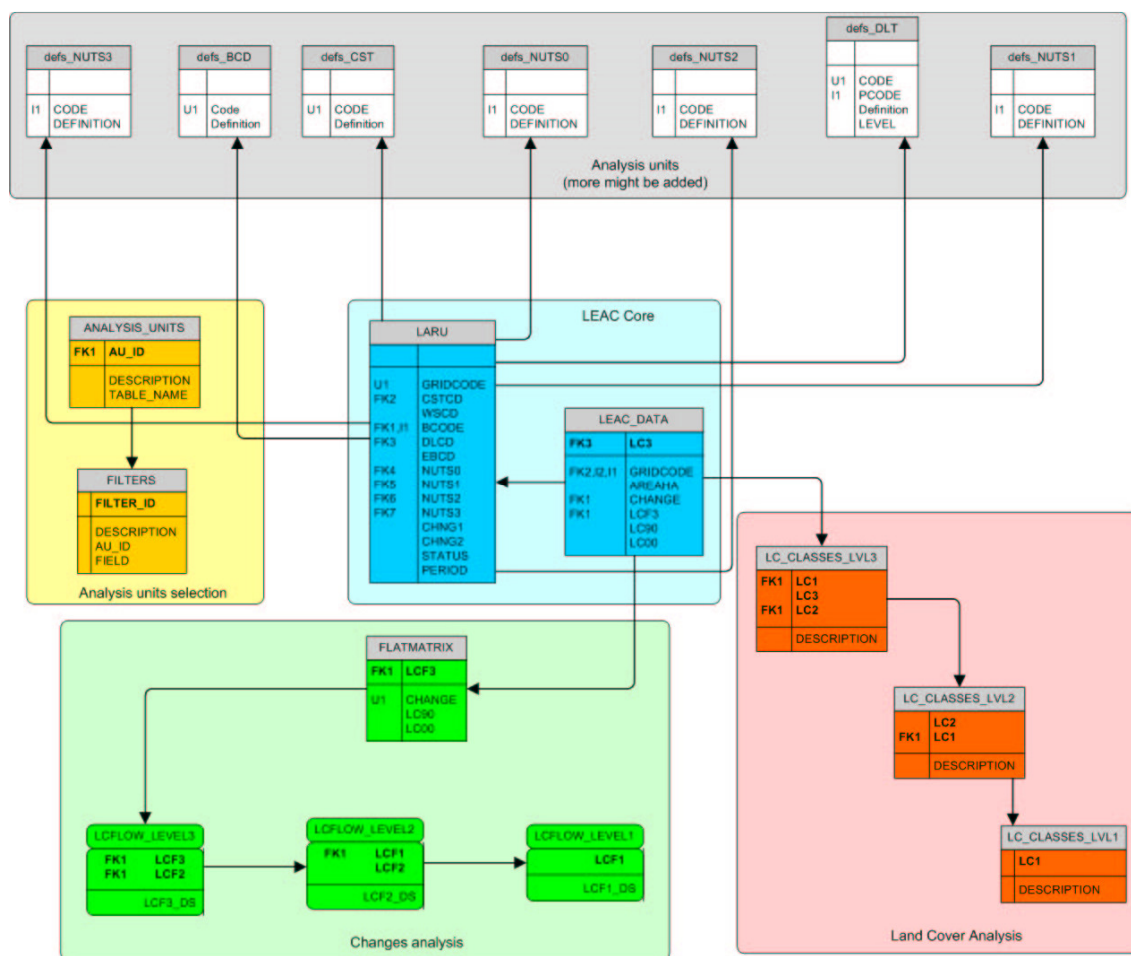 defs_NUTS3
I1 CODE
DEFINITION
defs_BCD
U1 Code
Definition
defs_CST
U1 CODE
Definition
defs_NUTS0
I1 CODE
DEFINITION
defs_NUTS2
I1 CODE
DEFINITION
defs_DLT
U1 CODE
I1 PCODE
Definition
LEVEL
defs_NUTS1
I1 CODE
DEFINITION
Analysis units
(more might be added)
ANALYSIS_UNITS
FK1 AU_ID
DESCRIPTION
TABLE_NAME
FILTERS
FILTER_ID
DESCRIPTION
AU_ID
FIELD
Analysis units selection
LEAC Core
LARU
U1 GRIDCODE
FK2 CSTCD
WSCD
FK1,I1 BCODE
FK3 DLCD
EBCD
FK4 NUTS0
FK5 NUTS1
FK6 NUTS2
FK7 NUTS3
CHNG1
CHNG2
STATUS
PERIOD
LEAC_DATA
FK3 LC3
FK2,I2,I1 GRIDCODE
AREAHA
FK1 CHANGE
FK1 LCF3
LC90
LC00
LC_CLASSES_LVL3
FK1 LC1
LC3
FK1 LC2
DESCRIPTION
LC_CLASSES_LVL2
LC2
FK1 LC1
DESCRIPTION
LC_CLASSES_LVL1
LC1
DESCRIPTION
Land Cover Analysis
FLATMATRIX
FK1 LCF3
U1 CHANGE
LC90
LC00
LCFLOW_LEVEL3
FK1 LCF3
FK1 LCF2
LCF3_DS
LCFLOW_LEVEL2
FK1 LCF1
LCF2
LCF2_DS
LCFLOW_LEVEL1
LCF1
LCF1_DS
Changes analysis